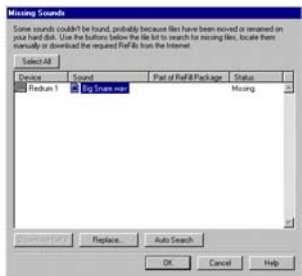 Missing Sounds
Some sounds couldn't be found, probably because files have been moved or renamed on
your hard disk. Use the buttons below the file list to search for missing files, locate them
manually or download the required ReFills from the Internet.
Select All
Device Sound Part of ReFill Package Status
Redrum 1 Big Snare.wav Missing
Replace... Auto Search
OK Cancel Help